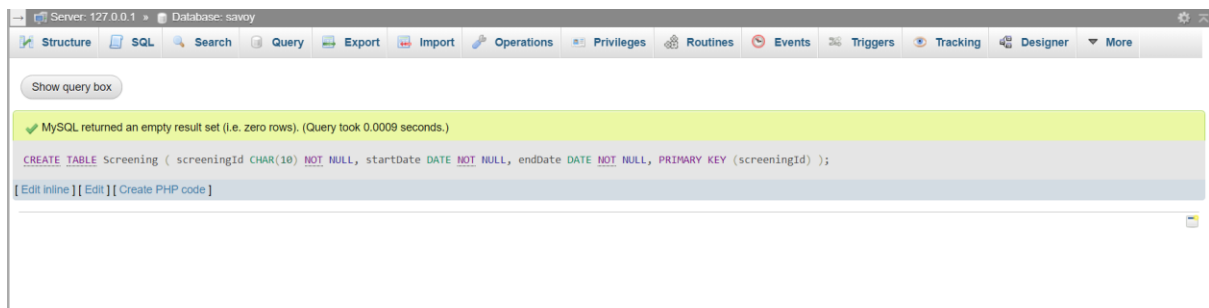 Server: 127.0.0.1 » Database: savoy
Structure SQL Search Query Export Import Operations Privileges Routines Events Triggers Tracking Designer More
Show query box
MySQL returned an empty result set (i.e. zero rows). (Query took 0.0009 seconds.)
CREATE TABLE Screening ( screeningId CHAR(10) NOT NULL, startDate DATE NOT NULL, endDate DATE NOT NULL, PRIMARY KEY (screeningId) );
[ Edit inline ] [ Edit ] [ Create PHP code ]